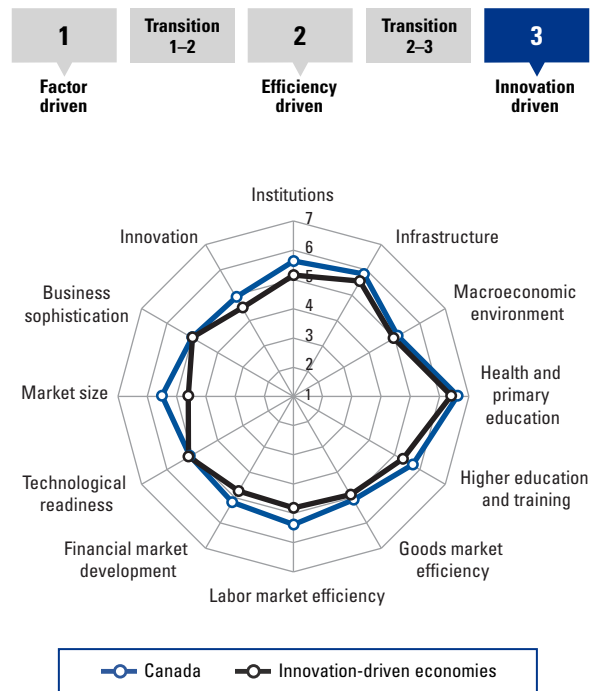 1
Transition
1–2
2
Transition
2–3
3
Factor
driven
Efficiency
driven
Innovation
driven
Institutions
7
6
5
4
3
2
1
Innovation
Infrastructure
Business
sophistication
Macroeconomic
environment
Market size
Health and
primary
education
Technological
readiness
Higher education
and training
Financial market
development
Goods market
efficiency
Labor market efficiency
Canada
Innovation-driven economies